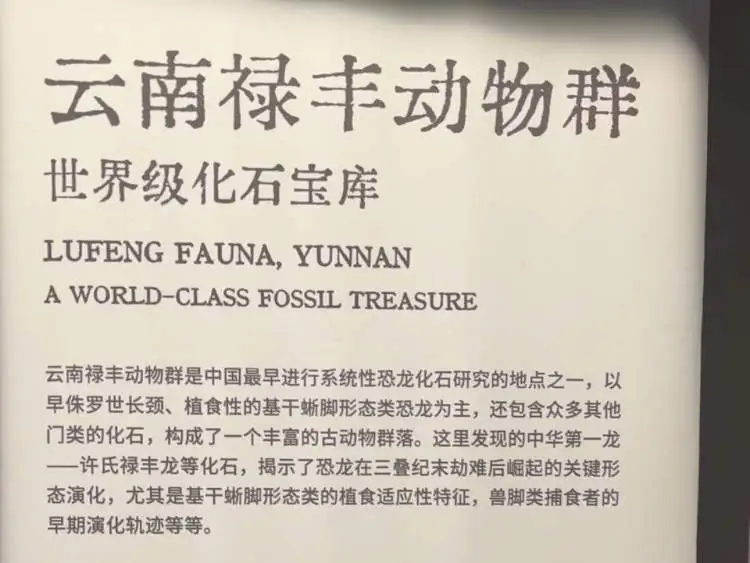 云南禄丰动物群
世界级化石宝库
LUFENG FAUNA, YUNNAN
A WORLD-CLASS FOSSIL TREASURE
云南禄丰动物群是中国最早进行系统性恐龙化石研究的地点之一，以
早侏罗世长颈、植食性的基干蜥脚形态类恐龙为主，还包含众多其他
门类的化石，构成了一个丰富的古动物群落。这里发现的中华第一龙
——许氏禄丰龙等化石，揭示了恐龙在三叠纪末劫难后崛起的关键形
态演化，尤其是基干蜥脚形态类的植食适应性特征，兽脚类捕食者的
早期演化轨迹等等。